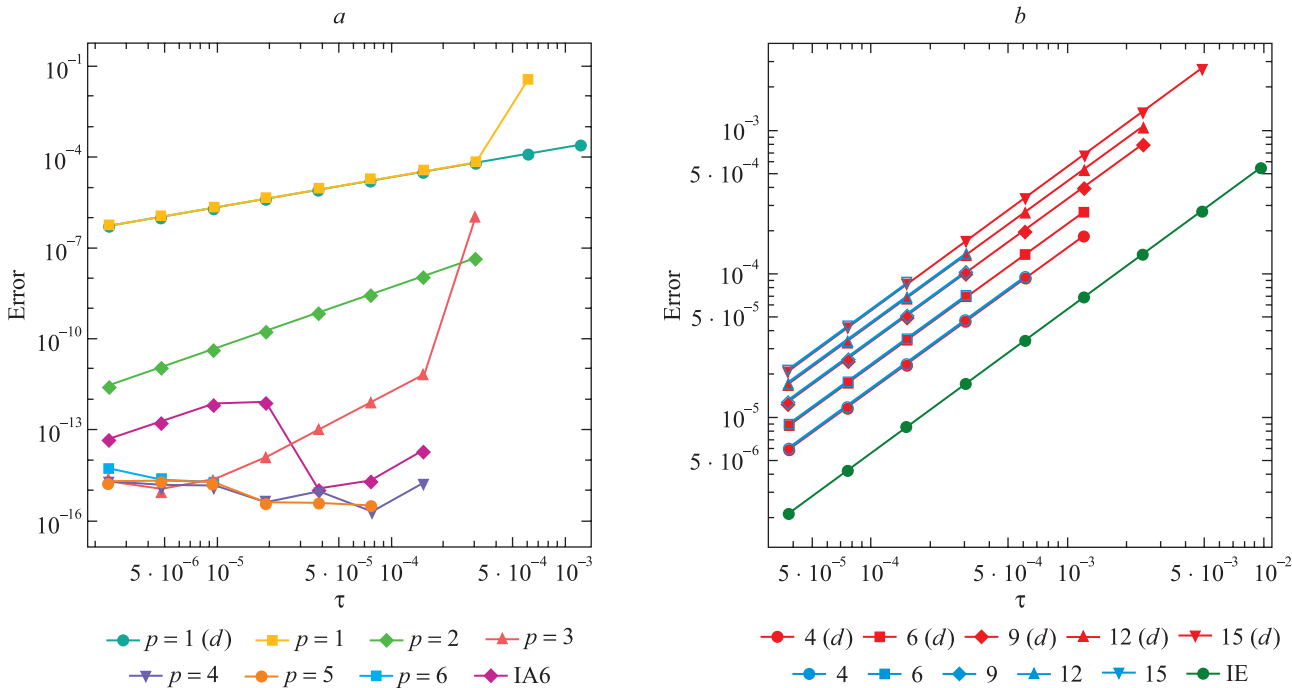 a
b
10⁻¹
10⁻⁴
10⁻⁷
10⁻¹⁰
10⁻¹³
10⁻¹⁶
Error
5 · 10⁻⁶ 10⁻⁵ 5 · 10⁻⁵ 10⁻⁴ 5 · 10⁻⁴ 10⁻³
τ
p = 1 (d) p = 1 p = 2 p = 3
p = 4 p = 5 p = 6 IA6
10⁻³
5 · 10⁻⁴
10⁻⁴
5 · 10⁻⁵
10⁻⁵
5 · 10⁻⁶
Error
5 · 10⁻⁵ 10⁻⁴ 5 · 10⁻⁴ 10⁻³ 5 · 10⁻³ 10⁻²
τ
4 (d) 6 (d) 9 (d) 12 (d) 15 (d)
4 6 9 12 15 IE